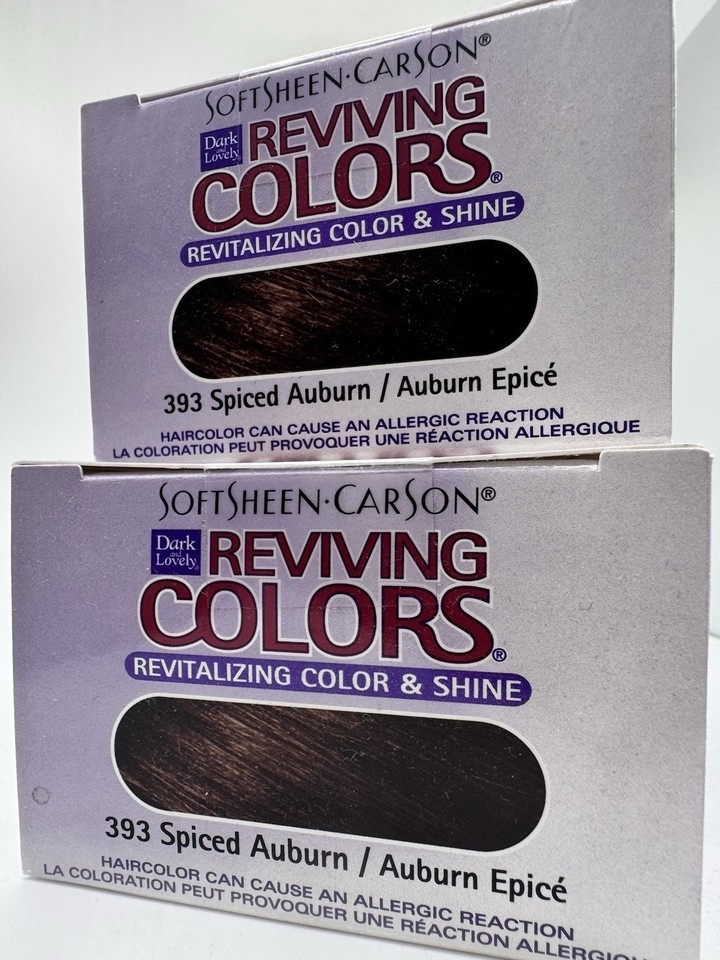 SOFTSHEEN·CARSON®
Dark and Lovely REVIVING
COLORS®
REVITALIZING COLOR & SHINE
393 Spiced Auburn / Auburn Epicé
HAIRCOLOR CAN CAUSE AN ALLERGIC REACTION
LA COLORATION PEUT PROVOQUER UNE RÉACTION ALLERGIQUE
SOFTSHEEN·CARSON®
Dark and Lovely REVIVING
COLORS®
REVITALIZING COLOR & SHINE
393 Spiced Auburn / Auburn Epicé
HAIRCOLOR CAN CAUSE AN ALLERGIC REACTION
LA COLORATION PEUT PROVOQUER UNE RÉACTION ALLERGIQU